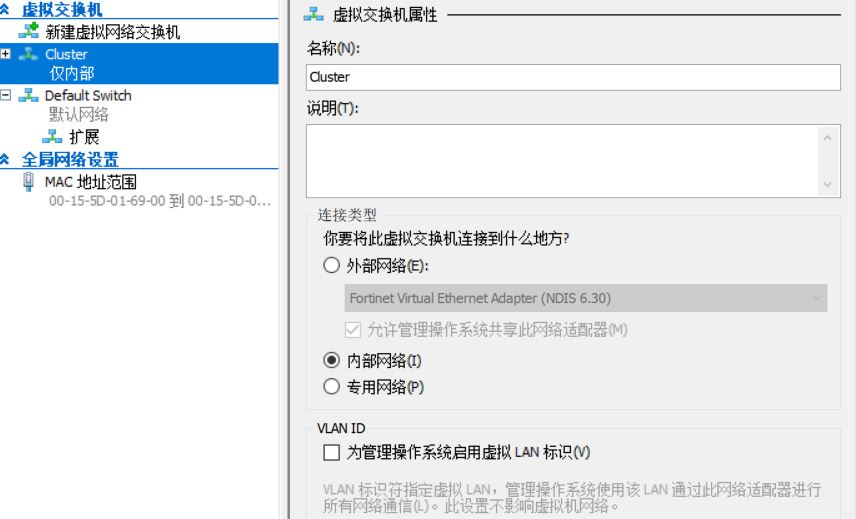 虚拟交换机
新建虚拟网络交换机
Cluster
仅内部
Default Switch
默认网络
扩展
全局网络设置
MAC 地址范围
00-15-5D-01-69-00 到 00-15-5D-0...
虚拟交换机属性
名称(N):
Cluster
说明(T):
连接类型
你要将此虚拟交换机连接到什么地方?
外部网络(E):
Fortinet Virtual Ethernet Adapter (NDIS 6.30)
允许管理操作系统共享此网络适配器(M)
内部网络(I)
专用网络(P)
VLAN ID
为管理操作系统启用虚拟 LAN 标识(V)
VLAN 标识符指定虚拟 LAN，管理操作系统使用该 LAN 通过此网络适配器进行
所有网络通信(L)。此设置不影响虚拟机网络。